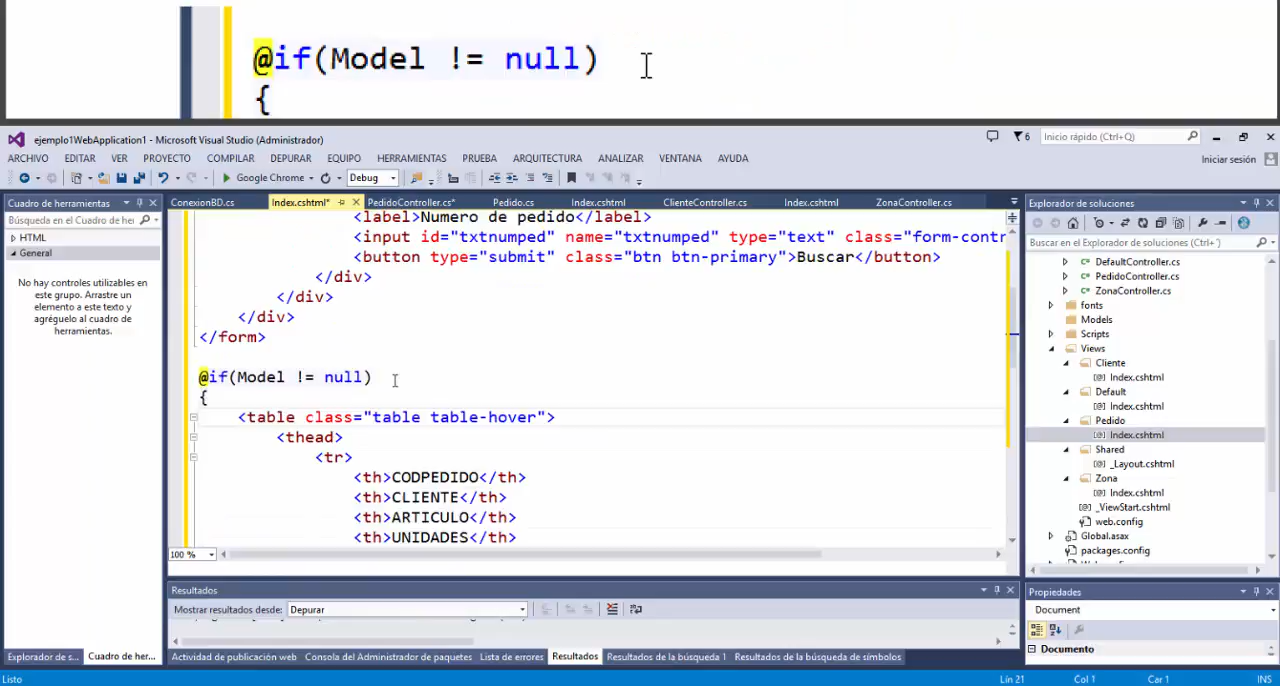 @if(Model != null)
{
ejemplo1WebApplication1 - Microsoft Visual Studio (Administrador)
6
Inicio rápido (Ctrl+Q)
ARCHIVO EDITAR VER PROYECTO COMPILAR DEPURAR EQUIPO HERRAMIENTAS PRUEBA ARQUITECTURA ANALIZAR VENTANA AYUDA
Iniciar sesión
Google Chrome Debug
Cuadro de herramientas
ConexionBD.cs Index.cshtml* PedidoController.cs* Pedido.cs Index.cshtml ClienteController.cs Index.cshtml ZonaController.cs
Explorador de soluciones
Búsqueda en el Cuadro de her
HTML
General
No hay controles utilizables en
este grupo. Arrastre un
elemento a este texto y
agréguelo al cuadro de
herramientas.
<label>Numero de pedido</label>
<input id="txtnumped" name="txtnumped" type="text" class="form-contr
<button type="submit" class="btn btn-primary">Buscar</button>
</div>
</div>
</div>
</form>
@if(Model != null)
{
<table class="table table-hover">
<thead>
<tr>
<th>CODPEDIDO</th>
<th>CLIENTE</th>
<th>ARTICULO</th>
<th>UNIDADES</th>
100 %
Buscar en el Explorador de soluciones (Ctrl+')
DefaultController.cs
PedidoController.cs
ZonaController.cs
fonts
Models
Scripts
Views
Cliente
Index.cshtml
Default
Index.cshtml
Pedido
Index.cshtml
Shared
_Layout.cshtml
Zona
Index.cshtml
_ViewStart.cshtml
web.config
Global.asax
packages.config
Resultados
Mostrar resultados desde: Depurar
Propiedades
Document
Documento
Explorador de s... Cuadro de her...
Actividad de publicación web Consola del Administrador de paquetes Lista de errores Resultados Resultados de la búsqueda 1 Resultados de la búsqueda de símbolos
Listo
Lín 21 Col 1 Car 1 INS